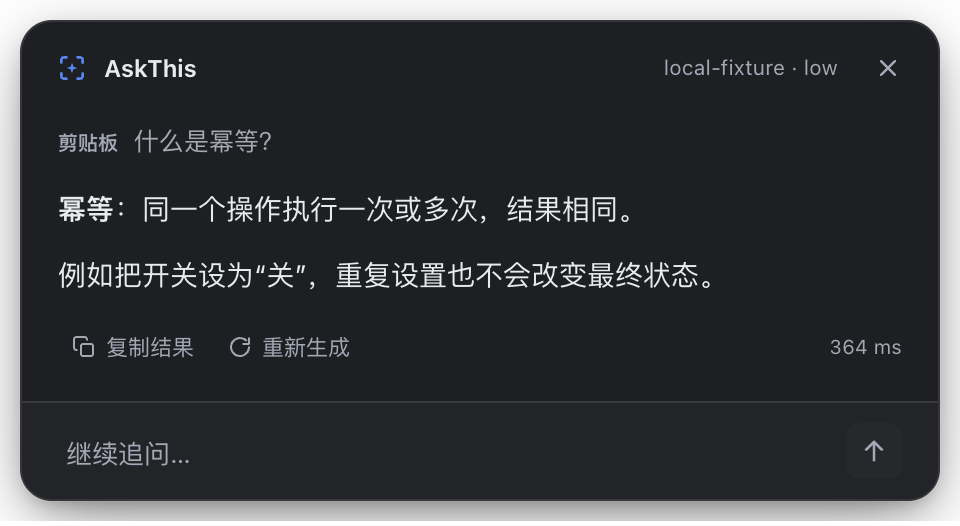 AskThis
local-fixture · low
剪贴板 什么是幂等?
幂等：同一个操作执行一次或多次，结果相同。
例如把开关设为“关”，重复设置也不会改变最终状态。
复制结果 重新生成 364 ms
继续追问...